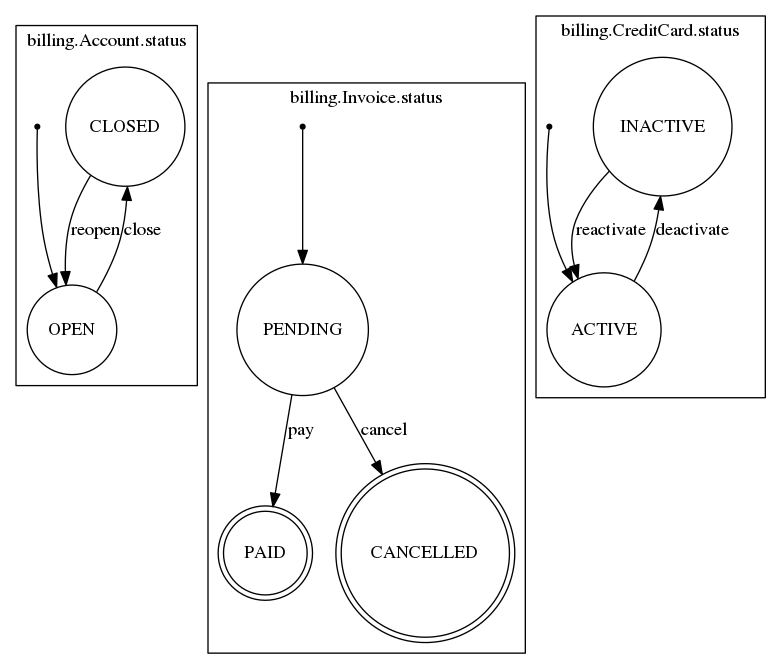 billing.Account.status
CLOSED
reopen
close
OPEN
billing.Invoice.status
PENDING
pay
cancel
PAID
CANCELLED
billing.CreditCard.status
INACTIVE
reactivate
deactivate
ACTIVE